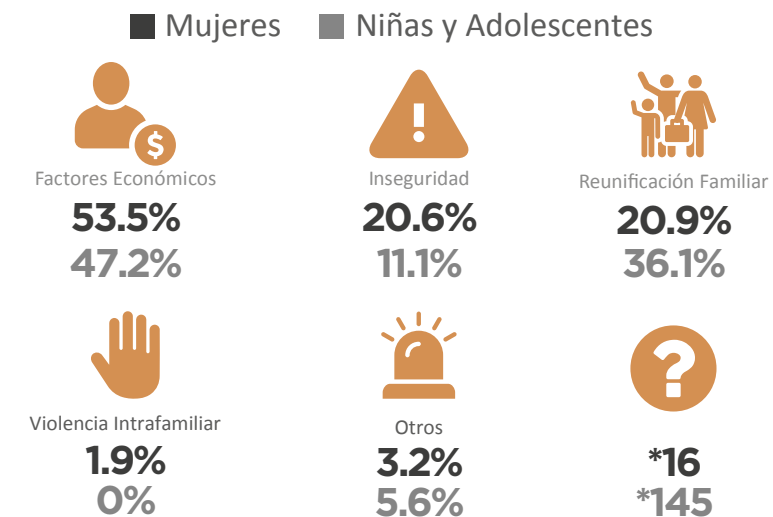 Mujeres Niñas y Adolescentes
$
!
Factores Económicos
53.5%
47.2%
Inseguridad
20.6%
11.1%
Reunificación Familiar
20.9%
36.1%
Violencia Intrafamiliar
1.9%
0%
Otros
3.2%
5.6%
?
*16
*145